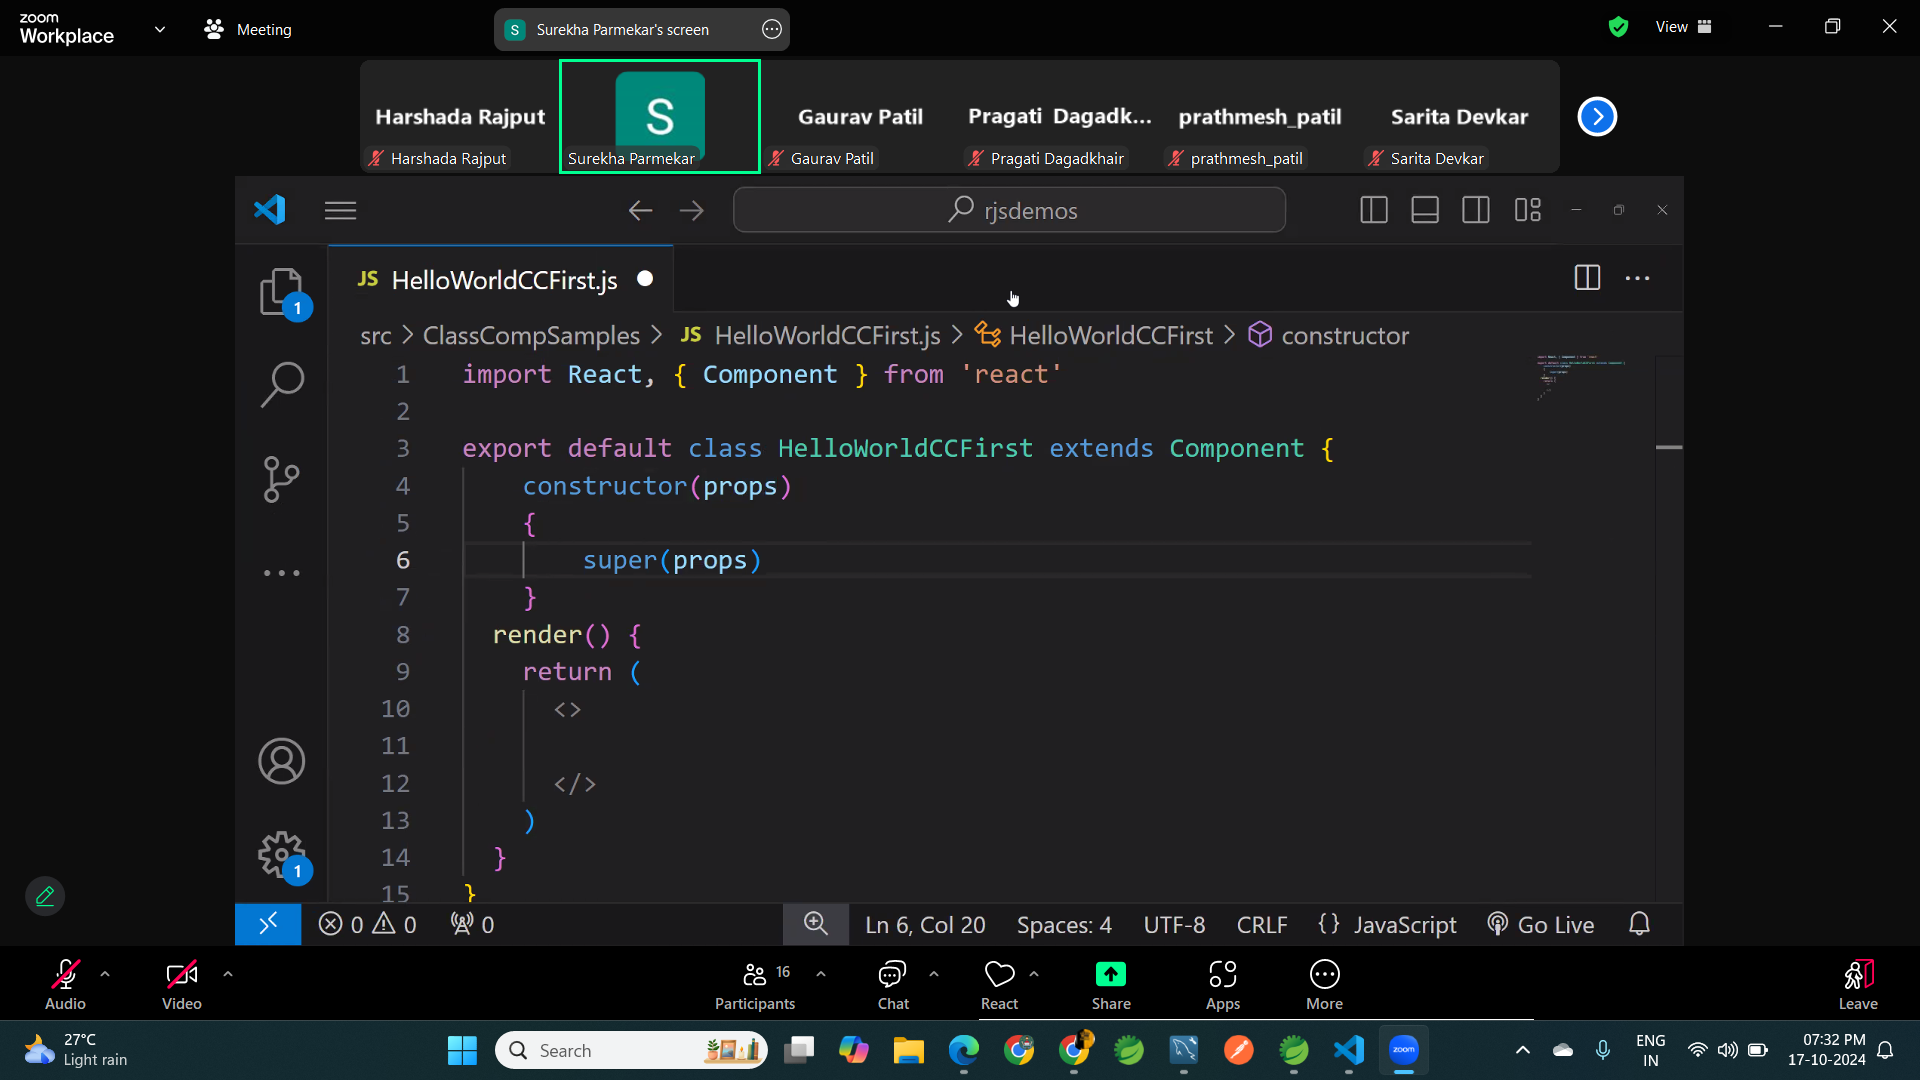 zoom
Workplace
Meeting
S Surekha Parmekar's screen
View
Harshada Rajput
S
Gaurav Patil
Pragati Dagadk...
prathmesh_patil
Sarita Devkar
Harshada Rajput
Surekha Parmekar
Gaurav Patil
Pragati Dagadkhair
prathmesh_patil
Sarita Devkar
rjsdemos
JS HelloWorldCCFirst.js
src > ClassCompSamples > JS HelloWorldCCFirst.js > HelloWorldCCFirst > constructor
1 import React, { Component } from 'react'
2
3 export default class HelloWorldCCFirst extends Component {
4 constructor(props)
5 {
6 super(props)
7 }
8 render() {
9 return (
10 <>
11
12 </>
13 )
14 }
15 }
1
1
0 0 0
Ln 6, Col 20 Spaces: 4 UTF-8 CRLF {} JavaScript Go Live
Audio
Video
16
Participants
Chat
React
Share
Apps
More
Leave
27°C
Light rain
Search
zoom
ENG
IN
07:32 PM
17-10-2024